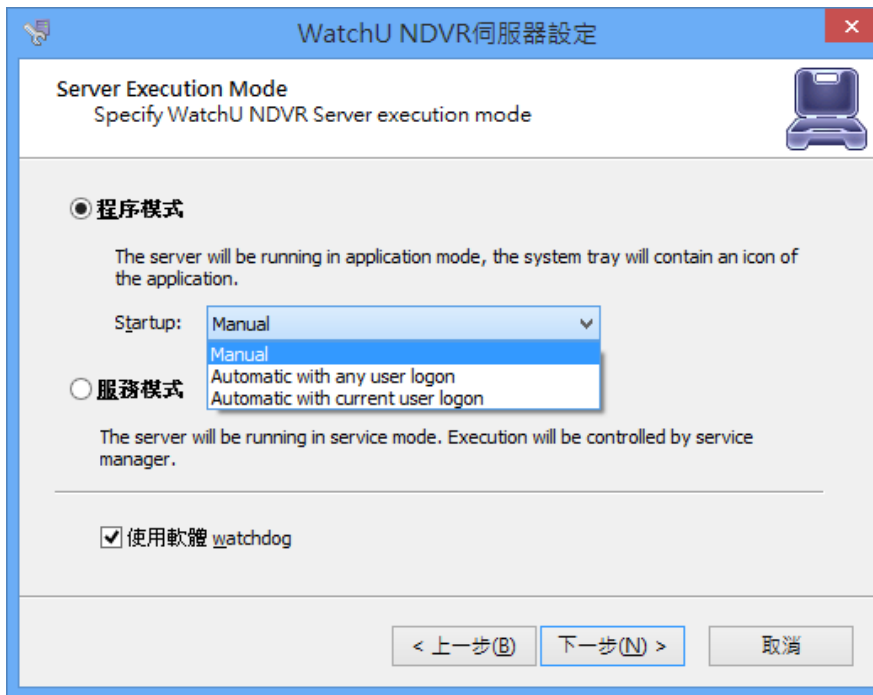 WatchU NDVR伺服器設定
Server Execution Mode
Specify WatchU NDVR Server execution mode
程序模式
The server will be running in application mode, the system tray will contain an icon of
the application.
Startup: Manual
Manual
Automatic with any user logon
Automatic with current user logon
服務模式
The server will be running in service mode. Execution will be controlled by service
manager.
使用軟體 watchdog
< 上一步(B) 下一步(N) > 取消